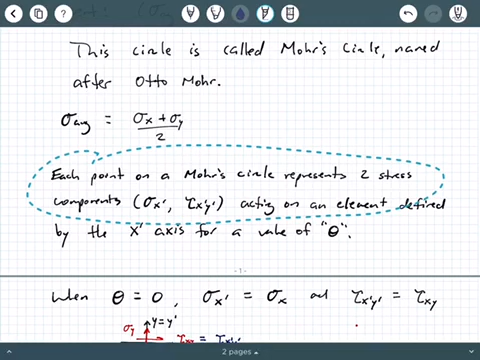 This circle is called Mohr's Circle, named
after Otto Mohr.
σavg = σx + σy / 2
Each point on a Mohr's circle represents 2 stress
components (σx', τx'y') acting on an element defined
by the x' axis for a value of "θ".
-1-
When θ = 0, σx' = σx and τx'y' = τxy
σy y=y'
τxy = τx'y'
2 pages